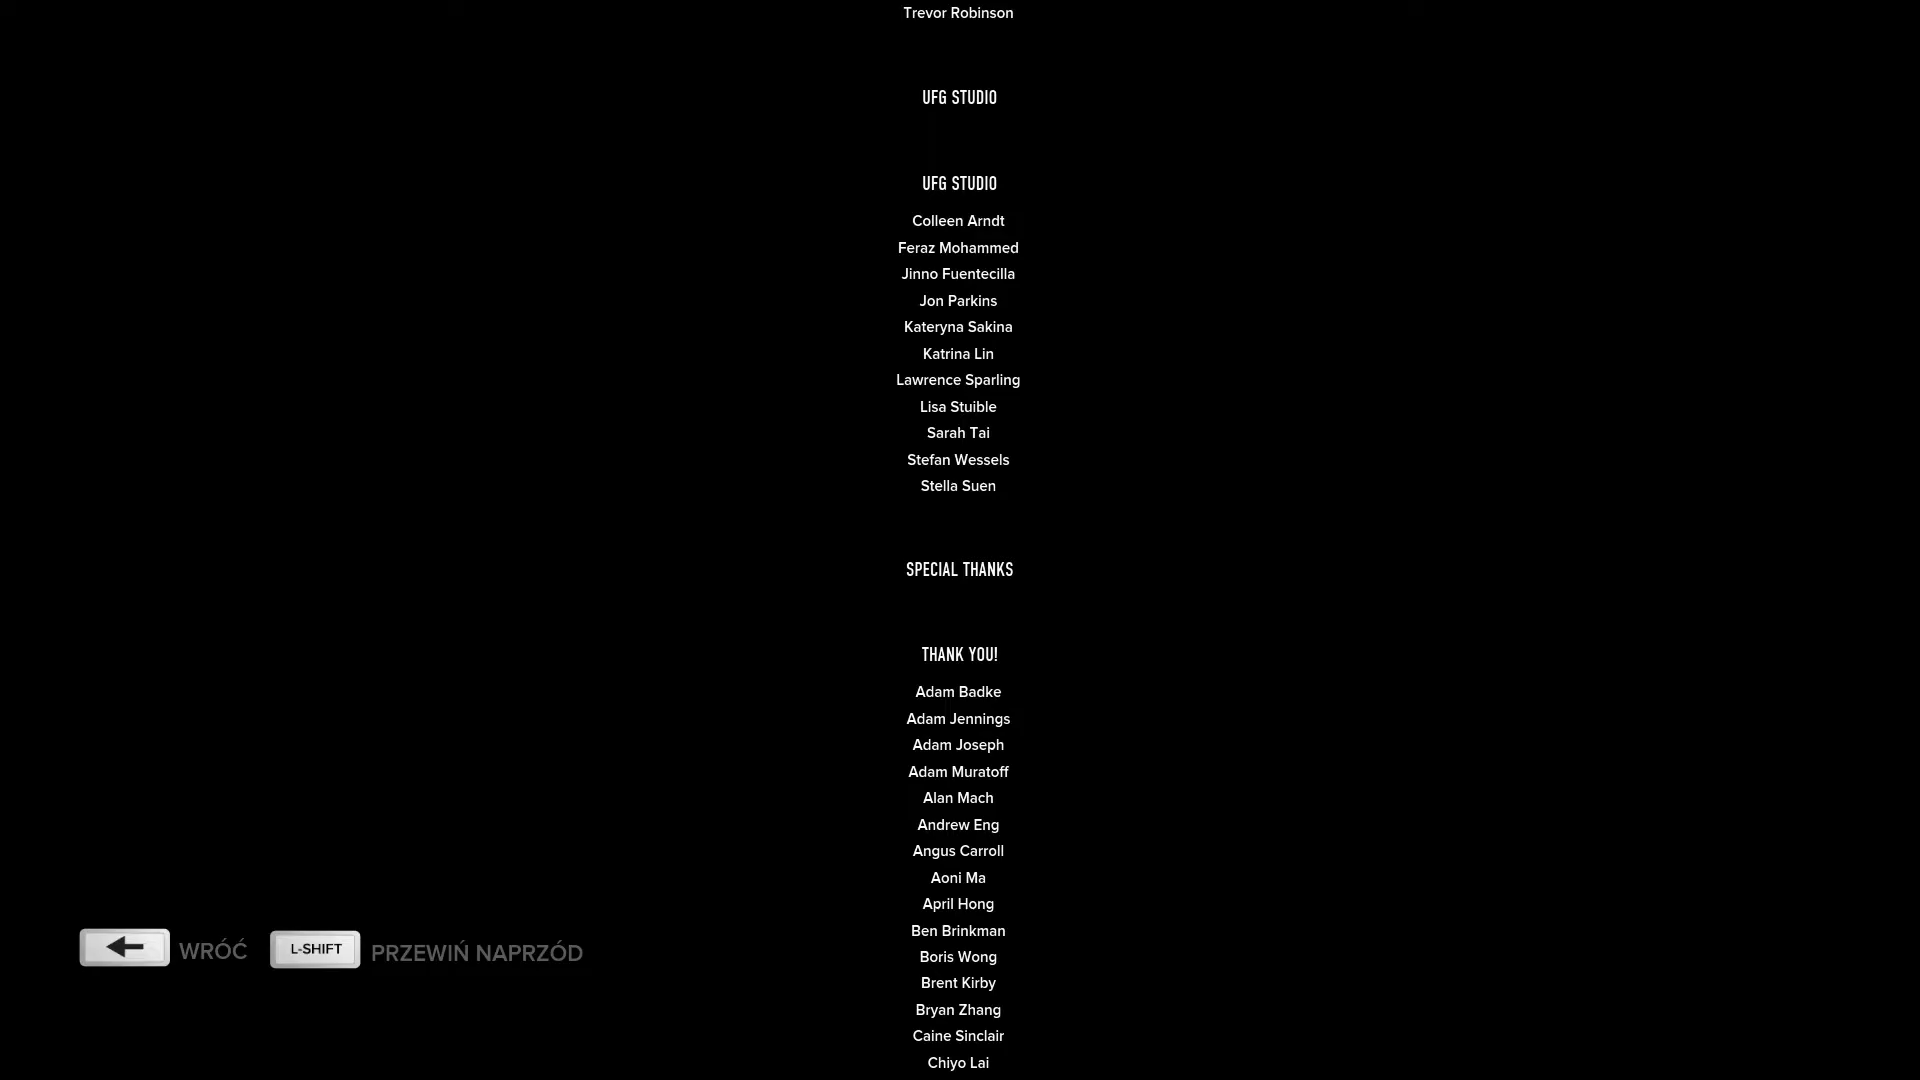 Trevor Robinson
UFG STUDIO
UFG STUDIO
Colleen Arndt
Feraz Mohammed
Jinno Fuentecilla
Jon Parkins
Kateryna Sakina
Katrina Lin
Lawrence Sparling
Lisa Stuible
Sarah Tai
Stefan Wessels
Stella Suen
SPECIAL THANKS
THANK YOU!
Adam Badke
Adam Jennings
Adam Joseph
Adam Muratoff
Alan Mach
Andrew Eng
Angus Carroll
Aoni Ma
April Hong
Ben Brinkman
Boris Wong
Brent Kirby
Bryan Zhang
Caine Sinclair
Chiyo Lai
WRÓĆ
L-SHIFT PRZEWIŃ NAPRZÓD